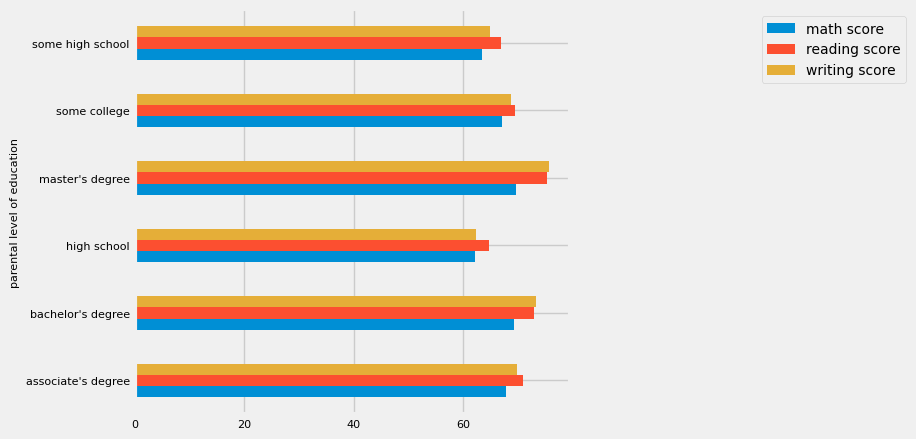 math score
reading score
writing score
some high school
some college
master's degree
high school
bachelor's degree
associate's degree
parental level of education
0 20 40 60